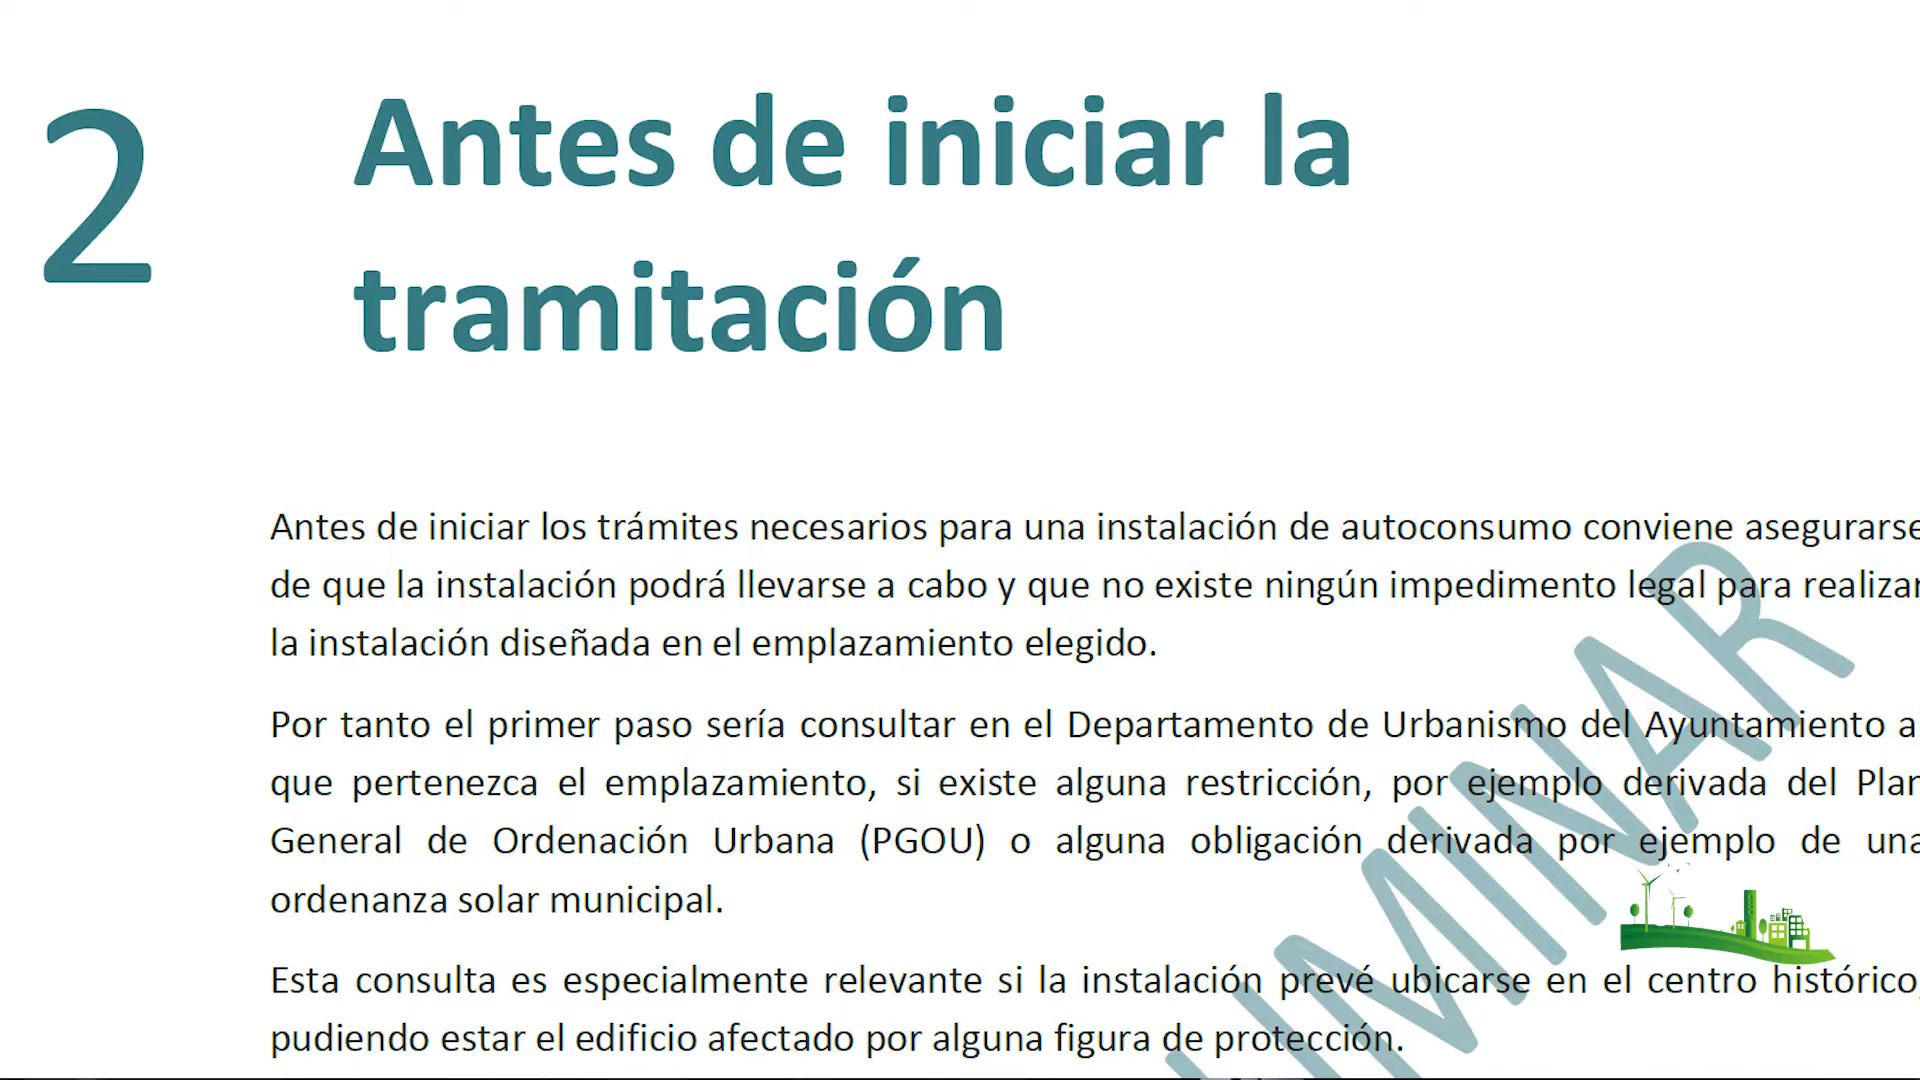 2
Antes de iniciar la
tramitación
Antes de iniciar los trámites necesarios para una instalación de autoconsumo conviene asegurarse
de que la instalación podrá llevarse a cabo y que no existe ningún impedimento legal para realizar
la instalación diseñada en el emplazamiento elegido.
Por tanto el primer paso sería consultar en el Departamento de Urbanismo del Ayuntamiento a
que pertenezca el emplazamiento, si existe alguna restricción, por ejemplo derivada del Plan
General de Ordenación Urbana (PGOU) o alguna obligación derivada por ejemplo de una
ordenanza solar municipal.
Esta consulta es especialmente relevante si la instalación prevé ubicarse en el centro histórico,
pudiendo estar el edificio afectado por alguna figura de protección.
IMINAR